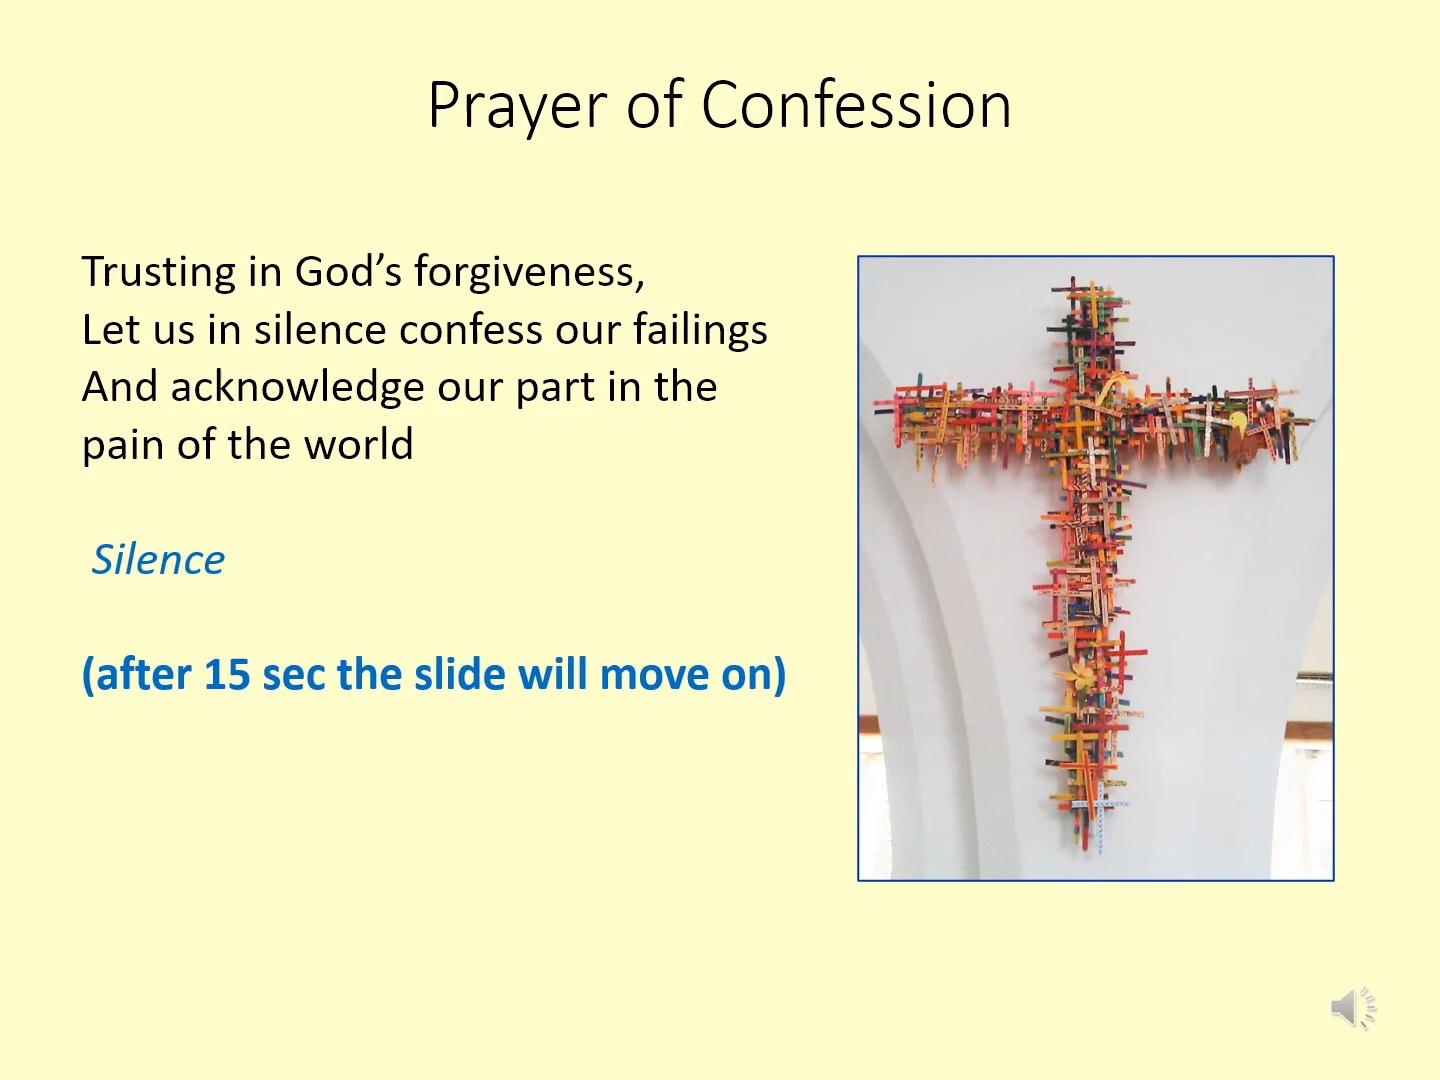 Prayer of Confession
Trusting in God’s forgiveness,
Let us in silence confess our failings
And acknowledge our part in the
pain of the world
Silence
(after 15 sec the slide will move on)